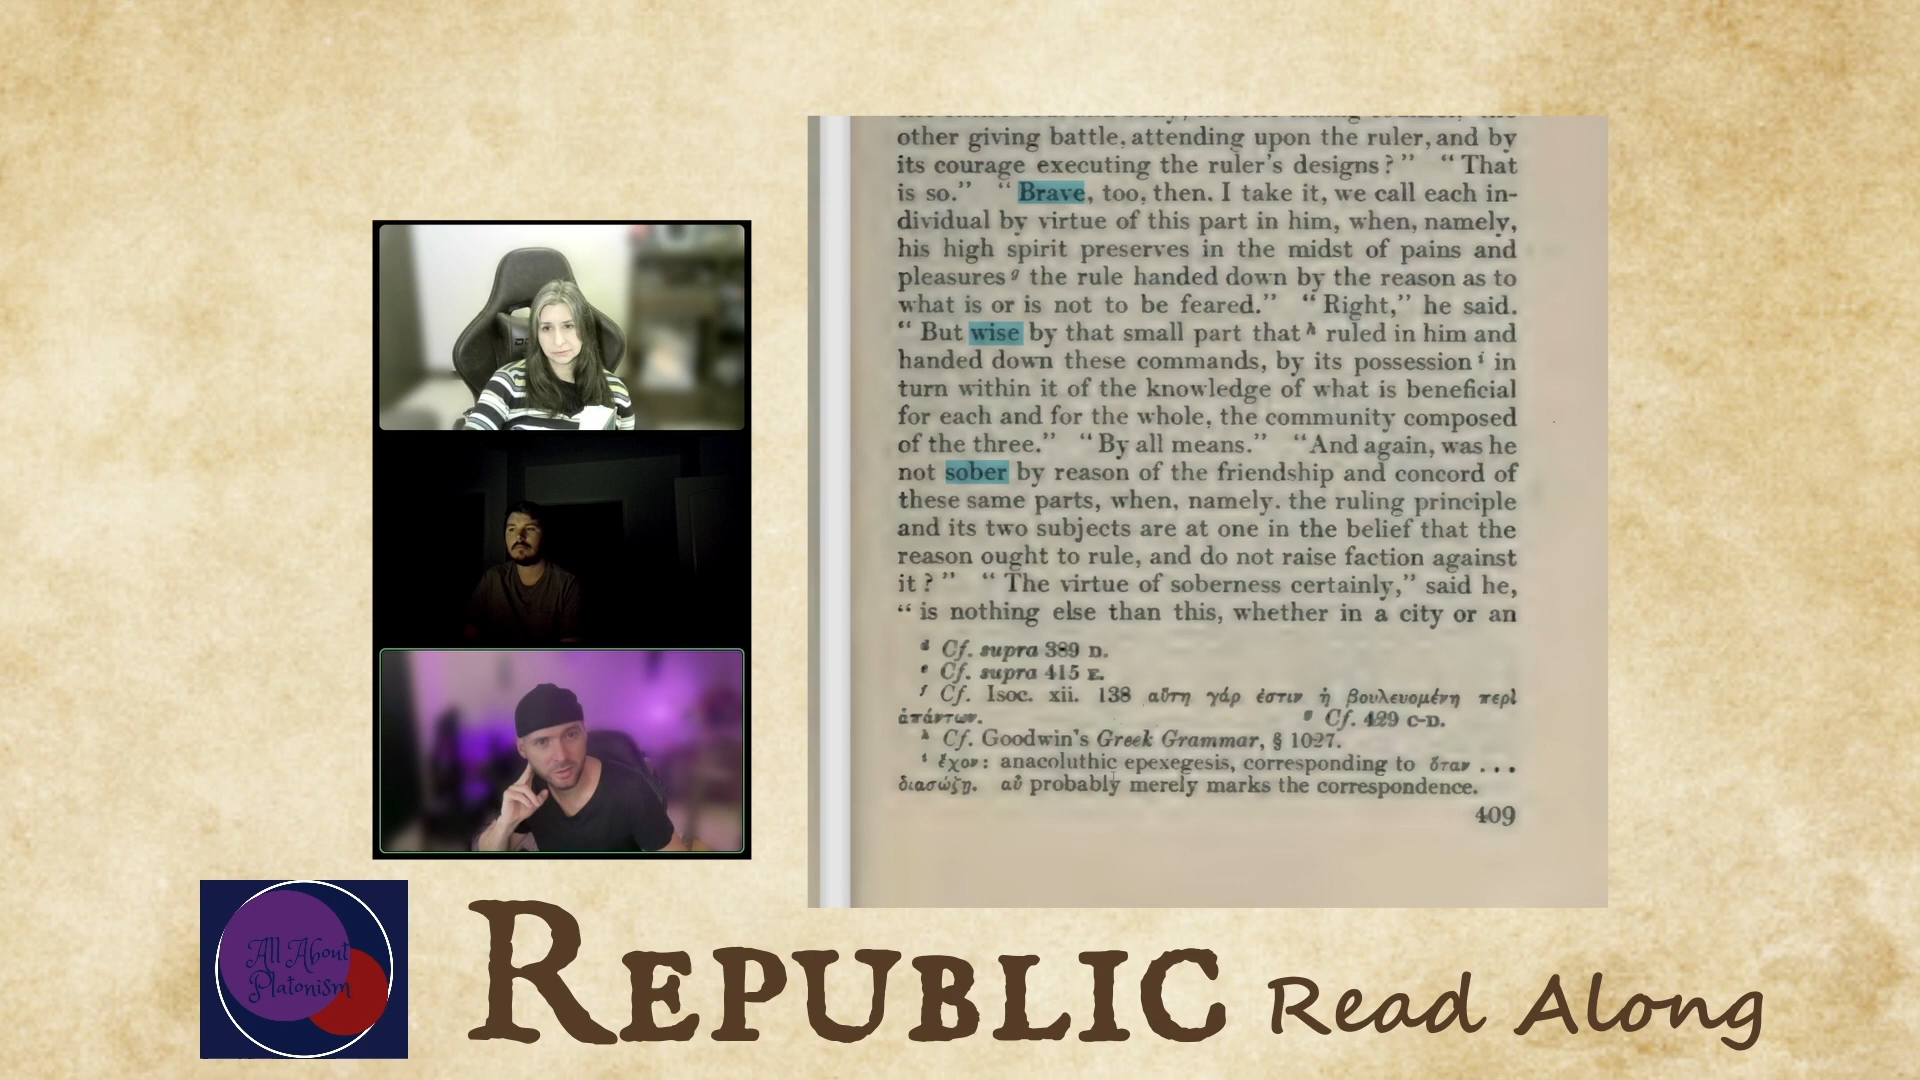 other giving battle, attending upon the ruler, and by
its courage executing the ruler's designs?” “That
is so.” “Brave, too, then. I take it, we call each in-
dividual by virtue of this part in him, when, namely,
his high spirit preserves in the midst of pains and
pleasures ᵍ the rule handed down by the reason as to
what is or is not to be feared.” “Right,” he said.
“But wise by that small part that ʰ ruled in him and
handed down these commands, by its possession ⁱ in
turn within it of the knowledge of what is beneficial
for each and for the whole, the community composed
of the three.” “By all means.” “And again, was he
not sober by reason of the friendship and concord of
these same parts, when, namely. the ruling principle
and its two subjects are at one in the belief that the
reason ought to rule, and do not raise faction against
it?” “The virtue of soberness certainly,” said he,
“is nothing else than this, whether in a city or an
ᵈ Cf. supra 389 D.
ᵉ Cf. supra 415 E.
ᶠ Cf. Isoc. xii. 138 αὕτη γάρ ἐστιν ἡ βουλευομένη περὶ
ἁπάντων. ᵍ Cf. 429 C-D.
ʰ Cf. Goodwin's Greek Grammar, § 1027.
ⁱ ἔχον: anacoluthic epexegesis, corresponding to ὅταν ...
διασώζῃ. αὖ probably merely marks the correspondence.
409
All About
Platonism
REPUBLIC Read Along